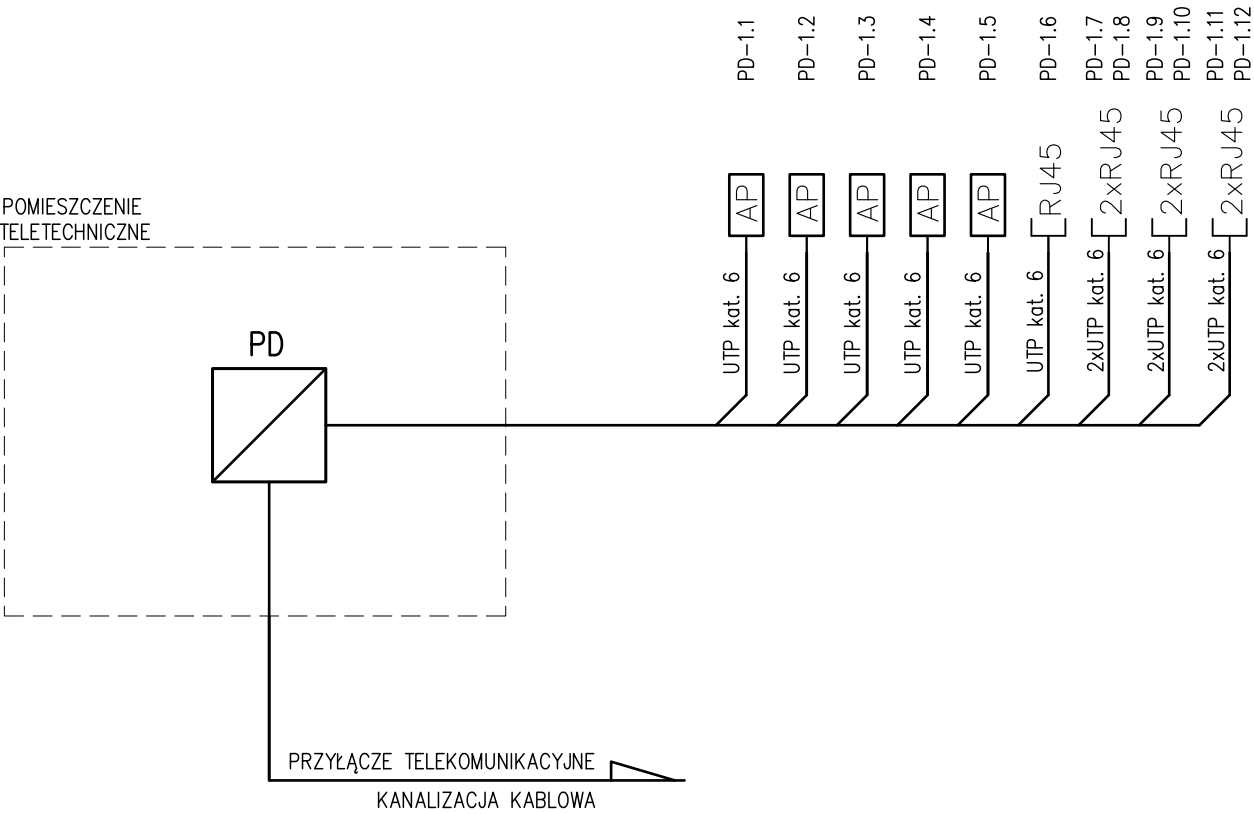 PD-1.1
PD-1.2
PD-1.3
PD-1.4
PD-1.5
PD-1.6
PD-1.7
PD-1.8
PD-1.9
PD-1.10
PD-1.11
PD-1.12
AP
AP
AP
AP
AP
RJ45
2xRJ45
2xRJ45
2xRJ45
UTP kat. 6
UTP kat. 6
UTP kat. 6
UTP kat. 6
UTP kat. 6
UTP kat. 6
2xUTP kat. 6
2xUTP kat. 6
2xUTP kat. 6
POMIESZCZENIE
TELETECHNICZNE
PD
PRZYŁĄCZE TELEKOMUNIKACYJNE
KANALIZACJA KABLOWA